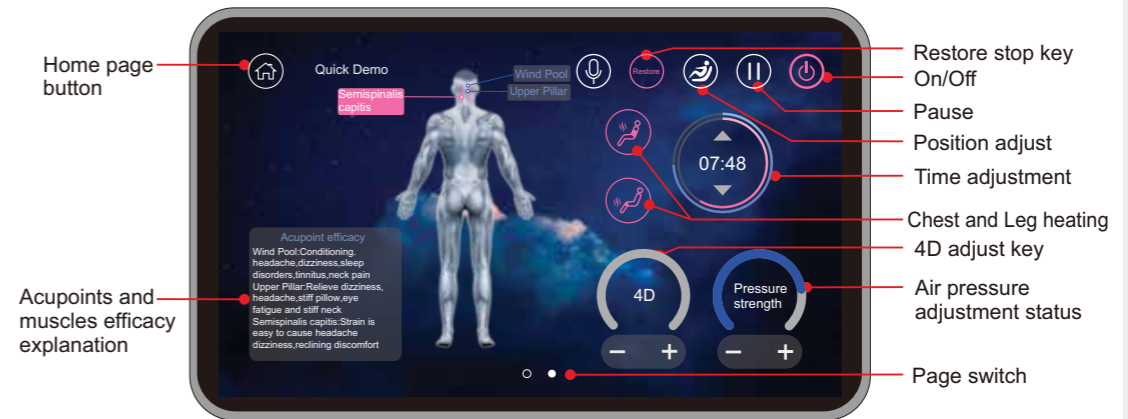 Home page
button
Quick Demo
Wind Pool
Upper Pillar
Semispinalis
capitis
Restore
07:48
Acupoint efficacy
Wind Pool:Conditioning.
headache,dizziness,sleep
disorders,tinnitus,neck pain
Upper Pillar:Relieve dizziness,
headache,stiff pillow,eye
fatigue and stiff neck
Semispinalis capitis:Strain is
easy to cause headache
dizziness,reclining discomfort
Acupoints and
muscles efficacy
explanation
4D
− +
Pressure
strength
− +
Restore stop key
On/Off
Pause
Position adjust
Time adjustment
Chest and Leg heating
4D adjust key
Air pressure
adjustment status
Page switch